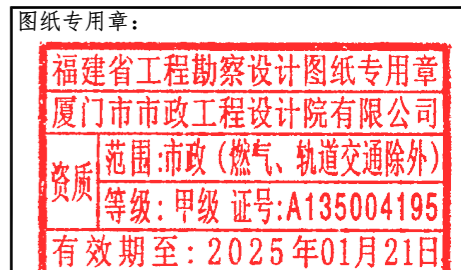 图纸专用章：
福建省工程勘察设计图纸专用章
厦门市市政工程设计院有限公司
资质
范围:市政（燃气、轨道交通除外）
等级: 甲级 证号:A135004195
有效期至: 2025年01月21日